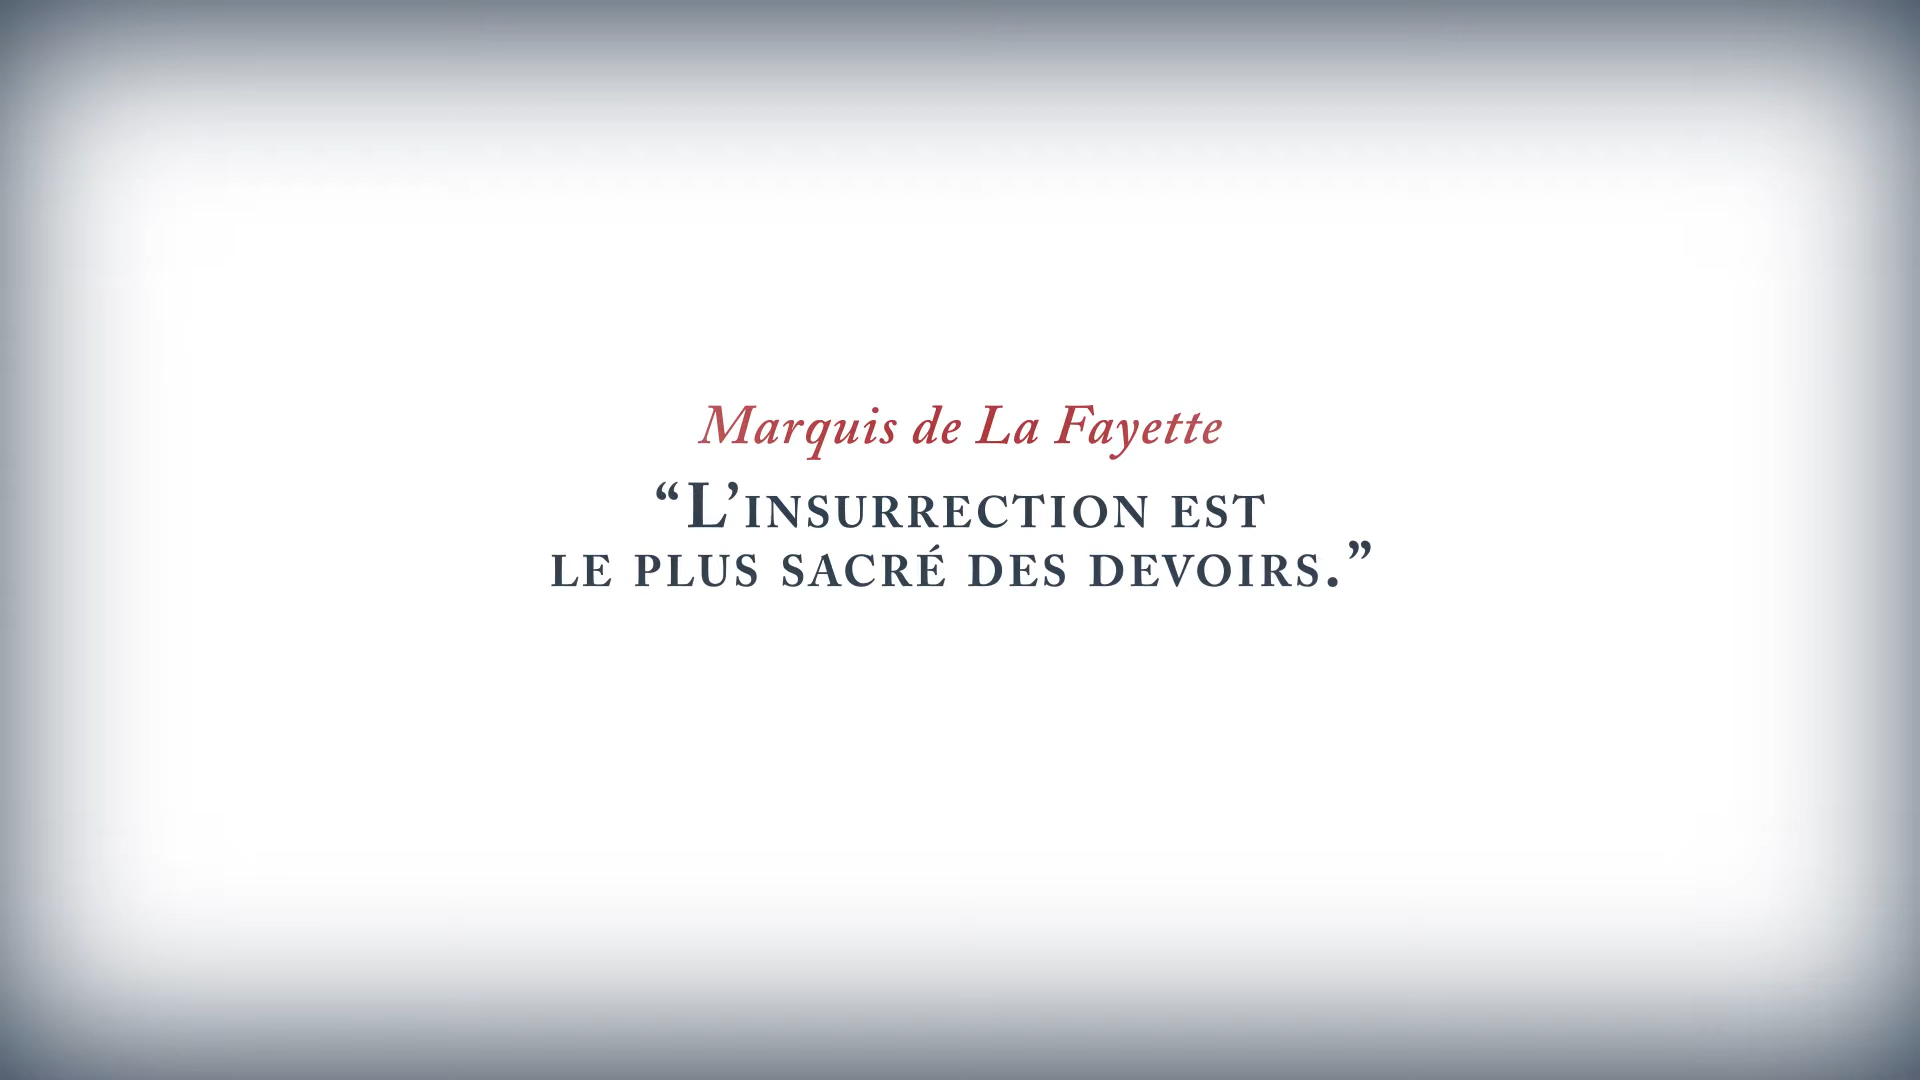 Marquis de La Fayette
“L’insurrection est
le plus sacré des devoirs.”